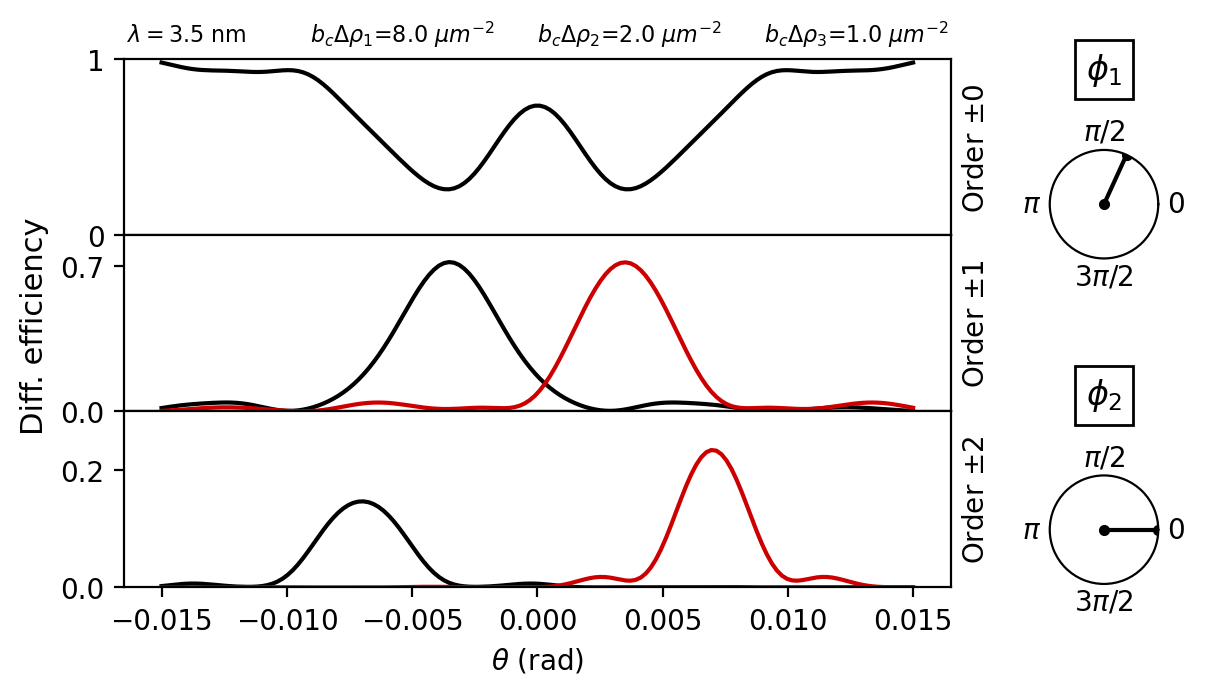 λ = 3.5 nm b_cΔρ_1=8.0 μm^{-2} b_cΔρ_2=2.0 μm^{-2} b_cΔρ_3=1.0 μm^{-2}
1
0
Order ±0
0.7
0.0
Order ±1
0.2
0.0
Order ±2
Diff. efficiency
−0.015 −0.010 −0.005 0.000 0.005 0.010 0.015
θ (rad)
ϕ_1
π/2
π 0
3π/2
ϕ_2
π/2
π 0
3π/2